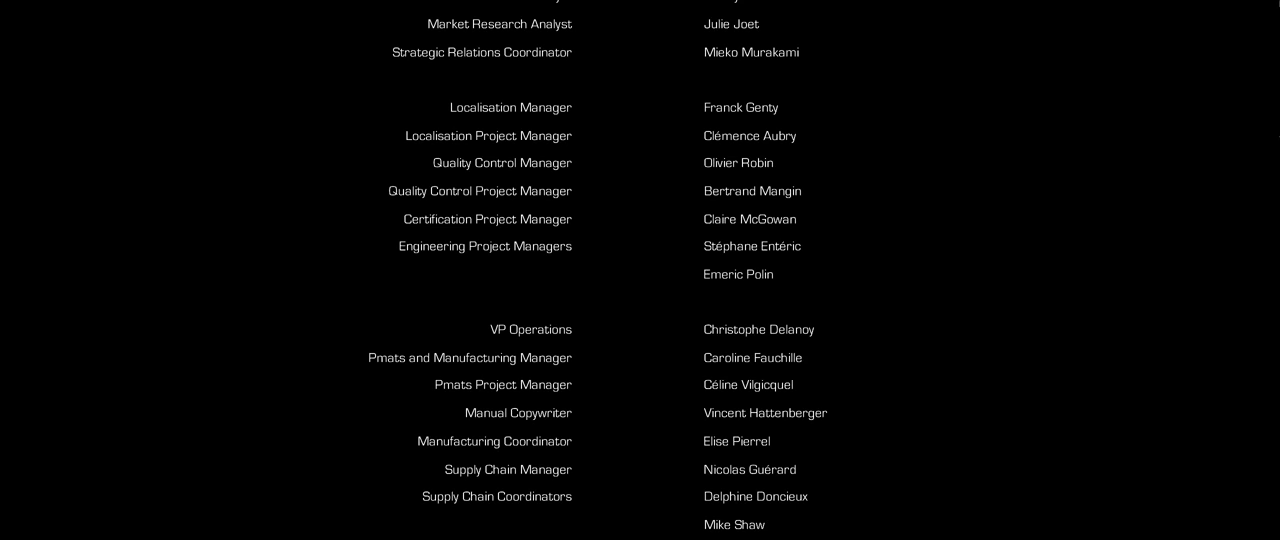 Market Research Analyst Julie Joet
Strategic Relations Coordinator Mieko Murakami
Localisation Manager Franck Genty
Localisation Project Manager Clémence Aubry
Quality Control Manager Olivier Robin
Quality Control Project Manager Bertrand Mangin
Certification Project Manager Claire McGowan
Engineering Project Managers Stéphane Entéric
Emeric Polin
VP Operations Christophe Delanoy
Pmats and Manufacturing Manager Caroline Fauchille
Pmats Project Manager Céline Vilgicquel
Manual Copywriter Vincent Hattenberger
Manufacturing Coordinator Elise Pierrel
Supply Chain Manager Nicolas Guérard
Supply Chain Coordinators Delphine Doncieux
Mike Shaw